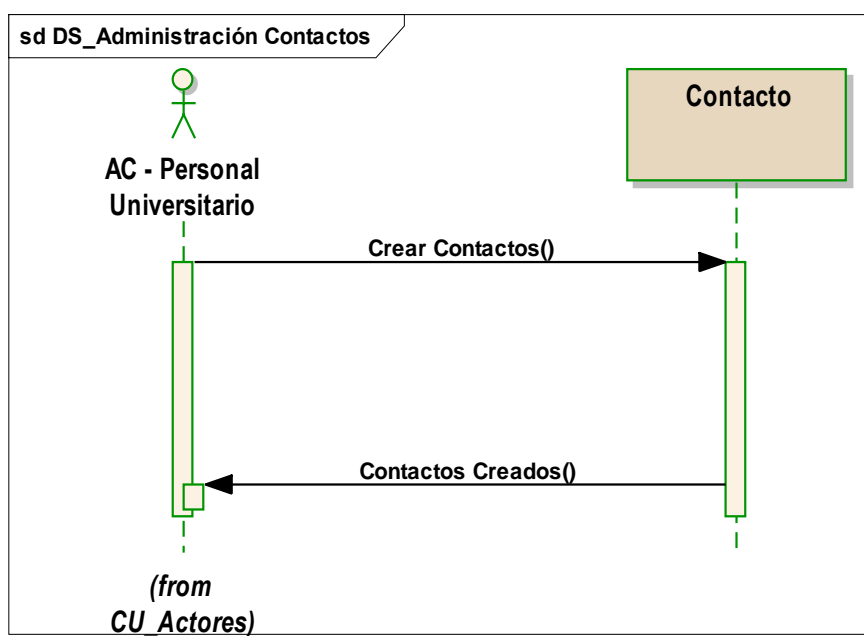 sd DS_Administración Contactos
AC - Personal
Universitario
Contacto
Crear Contactos()
Contactos Creados()
(from
CU_Actores)